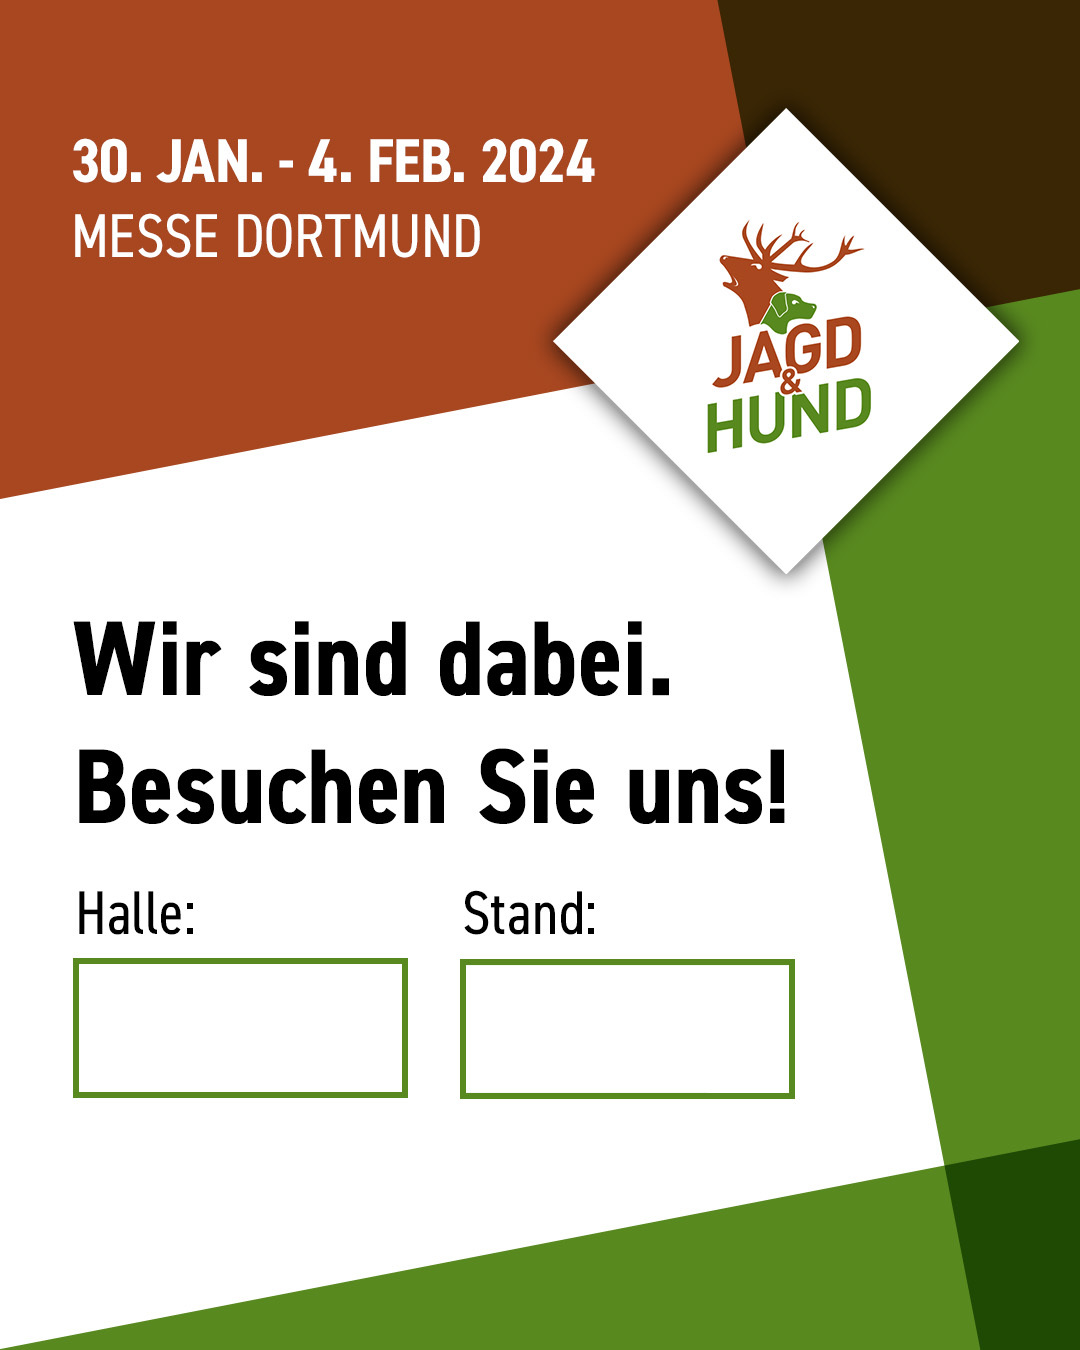 30. JAN. - 4. FEB. 2024
MESSE DORTMUND
JAGD
&
HUND
Wir sind dabei.
Besuchen Sie uns!
Halle:
Stand: